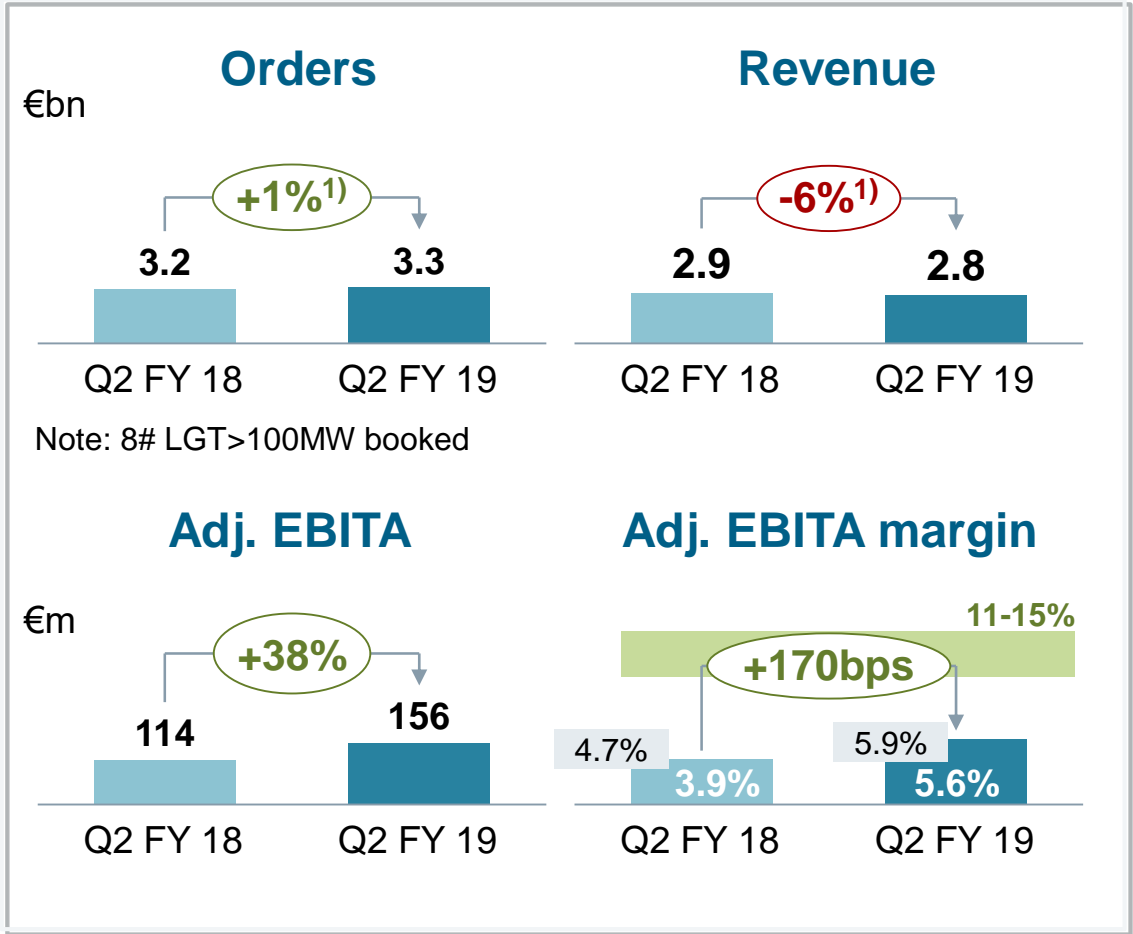 Orders
€bn
+1%1)
3.2
3.3
Q2 FY 18
Q2 FY 19
Note: 8# LGT>100MW booked
Revenue
-6%1)
2.9
2.8
Q2 FY 18
Q2 FY 19
Adj. EBITA
€m
+38%
114
156
Q2 FY 18
Q2 FY 19
Adj. EBITA margin
11-15%
+170bps
4.7%
5.9%
3.9%
5.6%
Q2 FY 18
Q2 FY 19